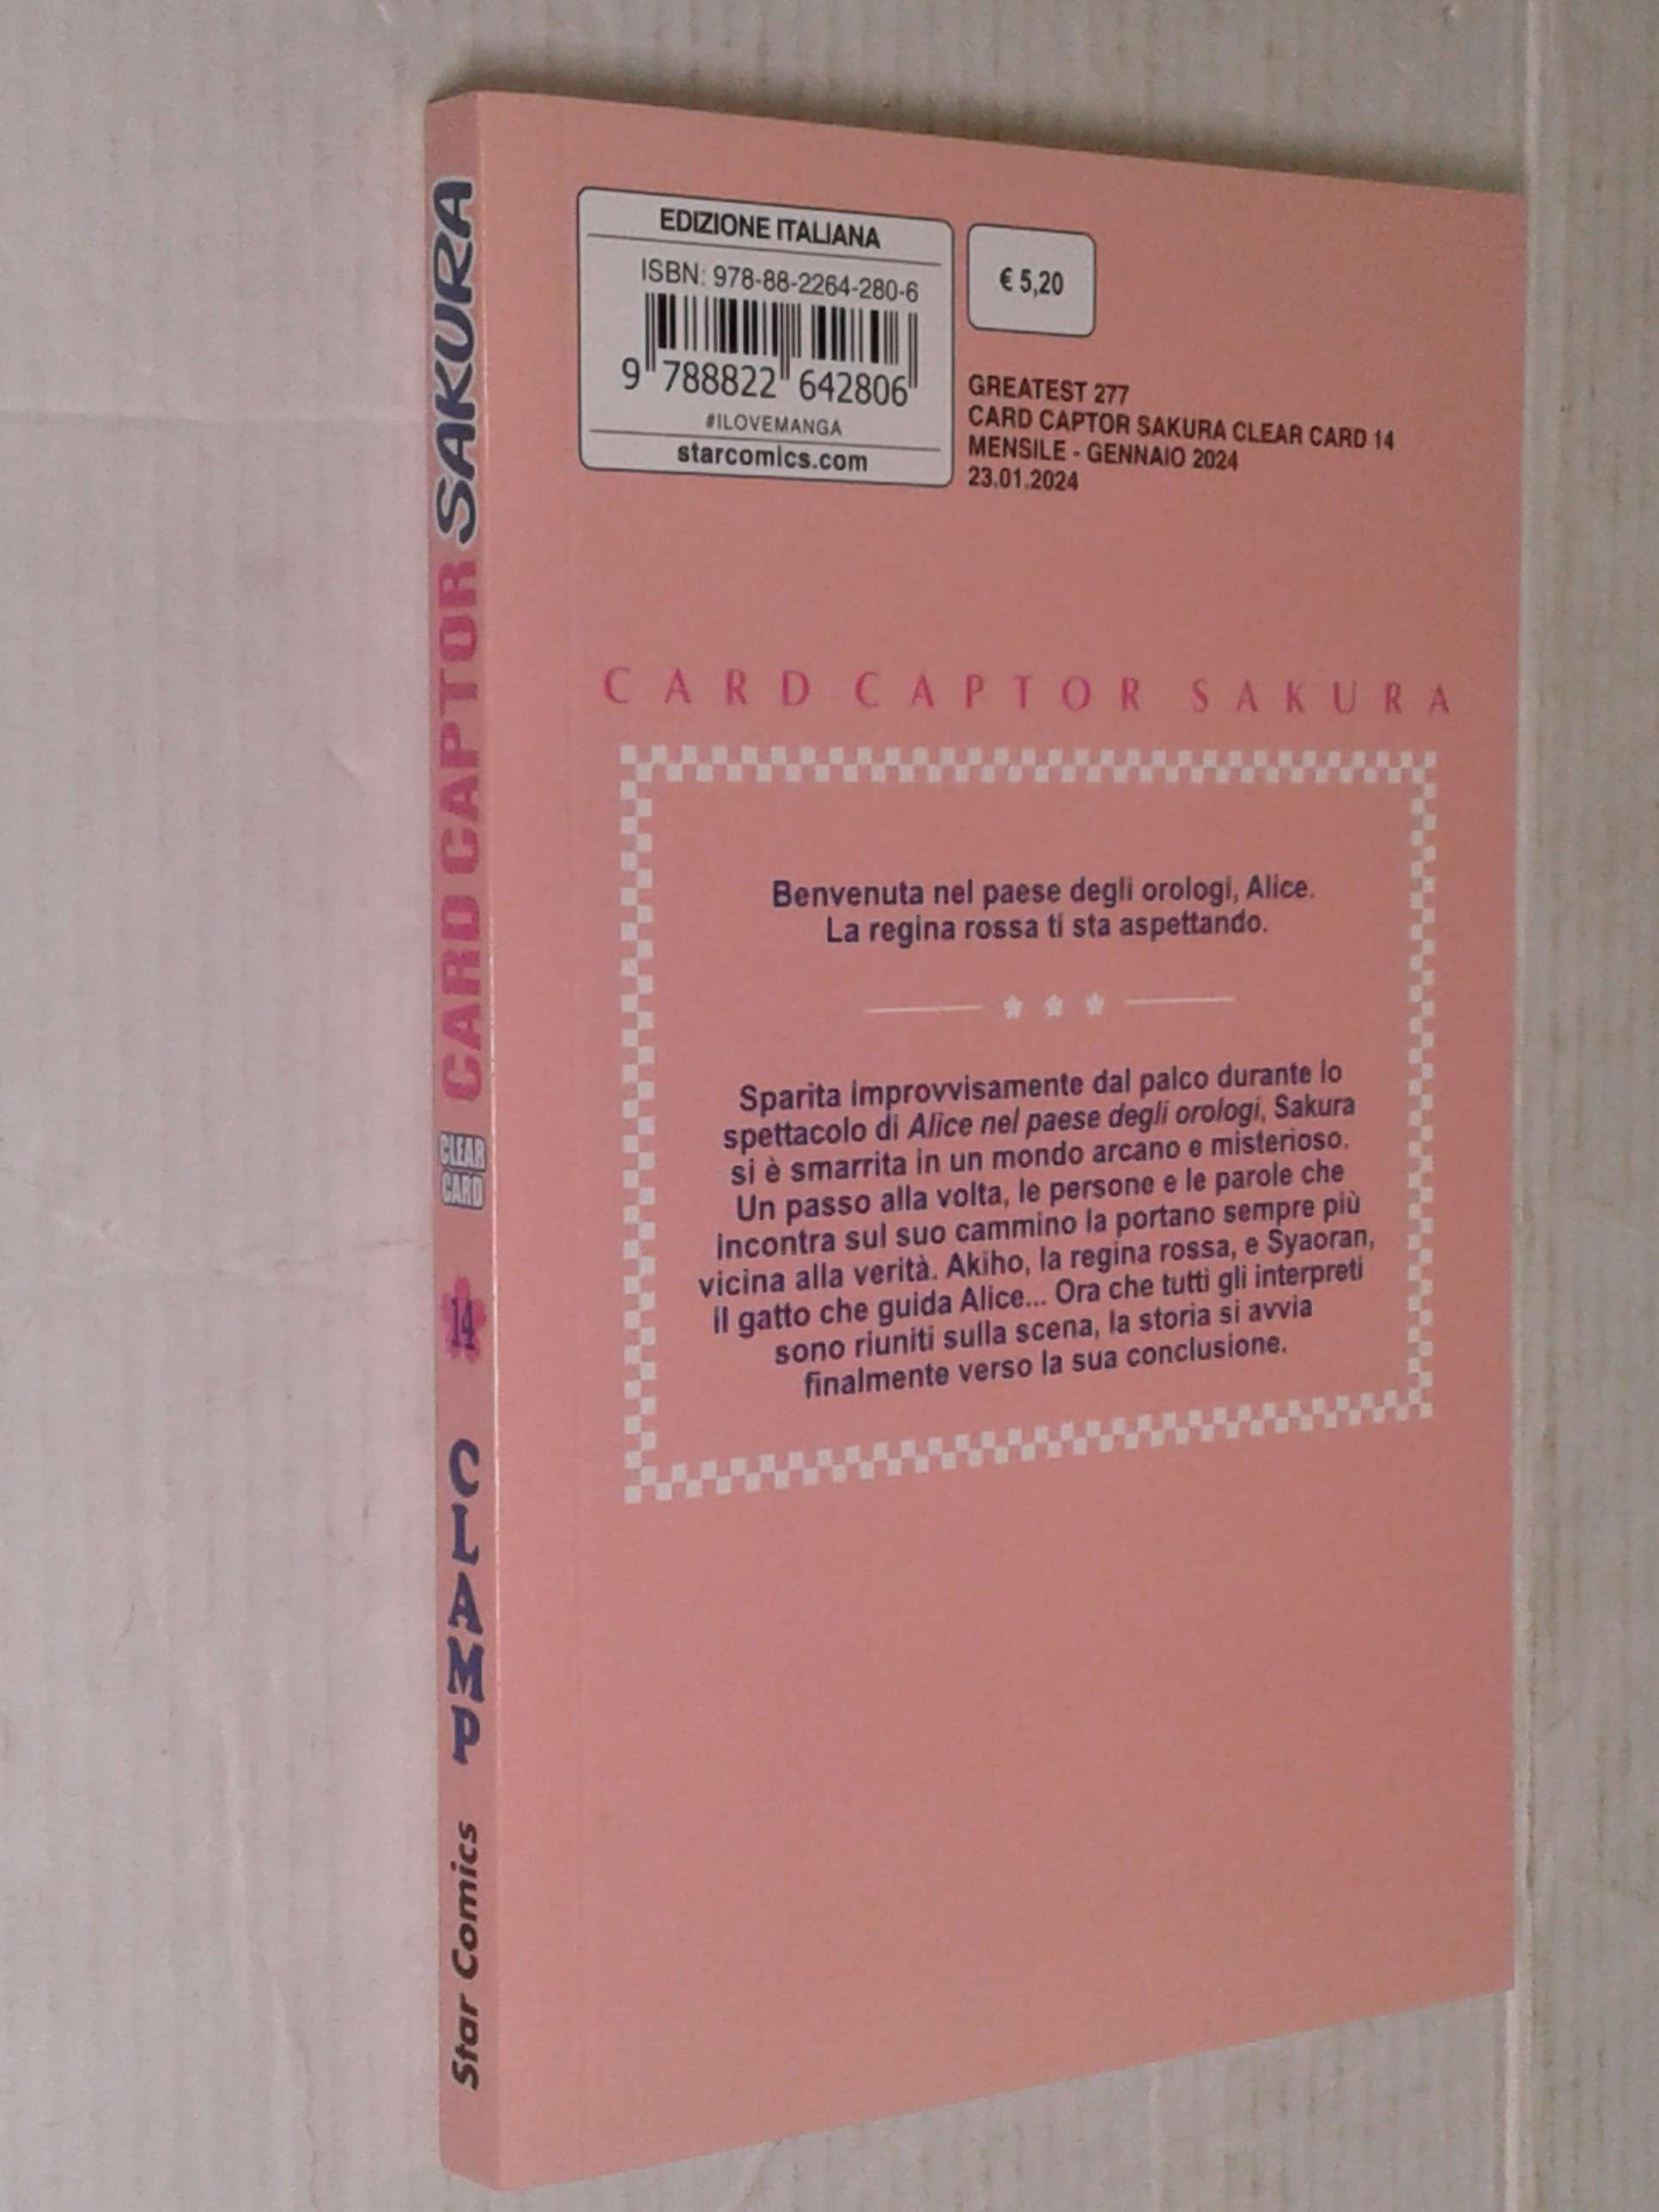 CARD CAPTOR SAKURA
CLEAR
CARD
14
CLAMP
Star Comics
EDIZIONE ITALIANA
ISBN: 978-88-2264-280-6
9 788822 642806
#ILOVEMANGA
starcomics.com
€ 5,20
GREATEST 277
CARD CAPTOR SAKURA CLEAR CARD 14
MENSILE - GENNAIO 2024
23.01.2024
CARD CAPTOR SAKURA
Benvenuta nel paese degli orologi, Alice.
La regina rossa ti sta aspettando.
Sparita improvvisamente dal palco durante lo
spettacolo di Alice nel paese degli orologi, Sakura
si è smarrita in un mondo arcano e misterioso.
Un passo alla volta, le persone e le parole che
incontra sul suo cammino la portano sempre più
vicina alla verità. Akiho, la regina rossa, e Syaoran,
il gatto che guida Alice... Ora che tutti gli interpreti
sono riuniti sulla scena, la storia si avvia
finalmente verso la sua conclusione.